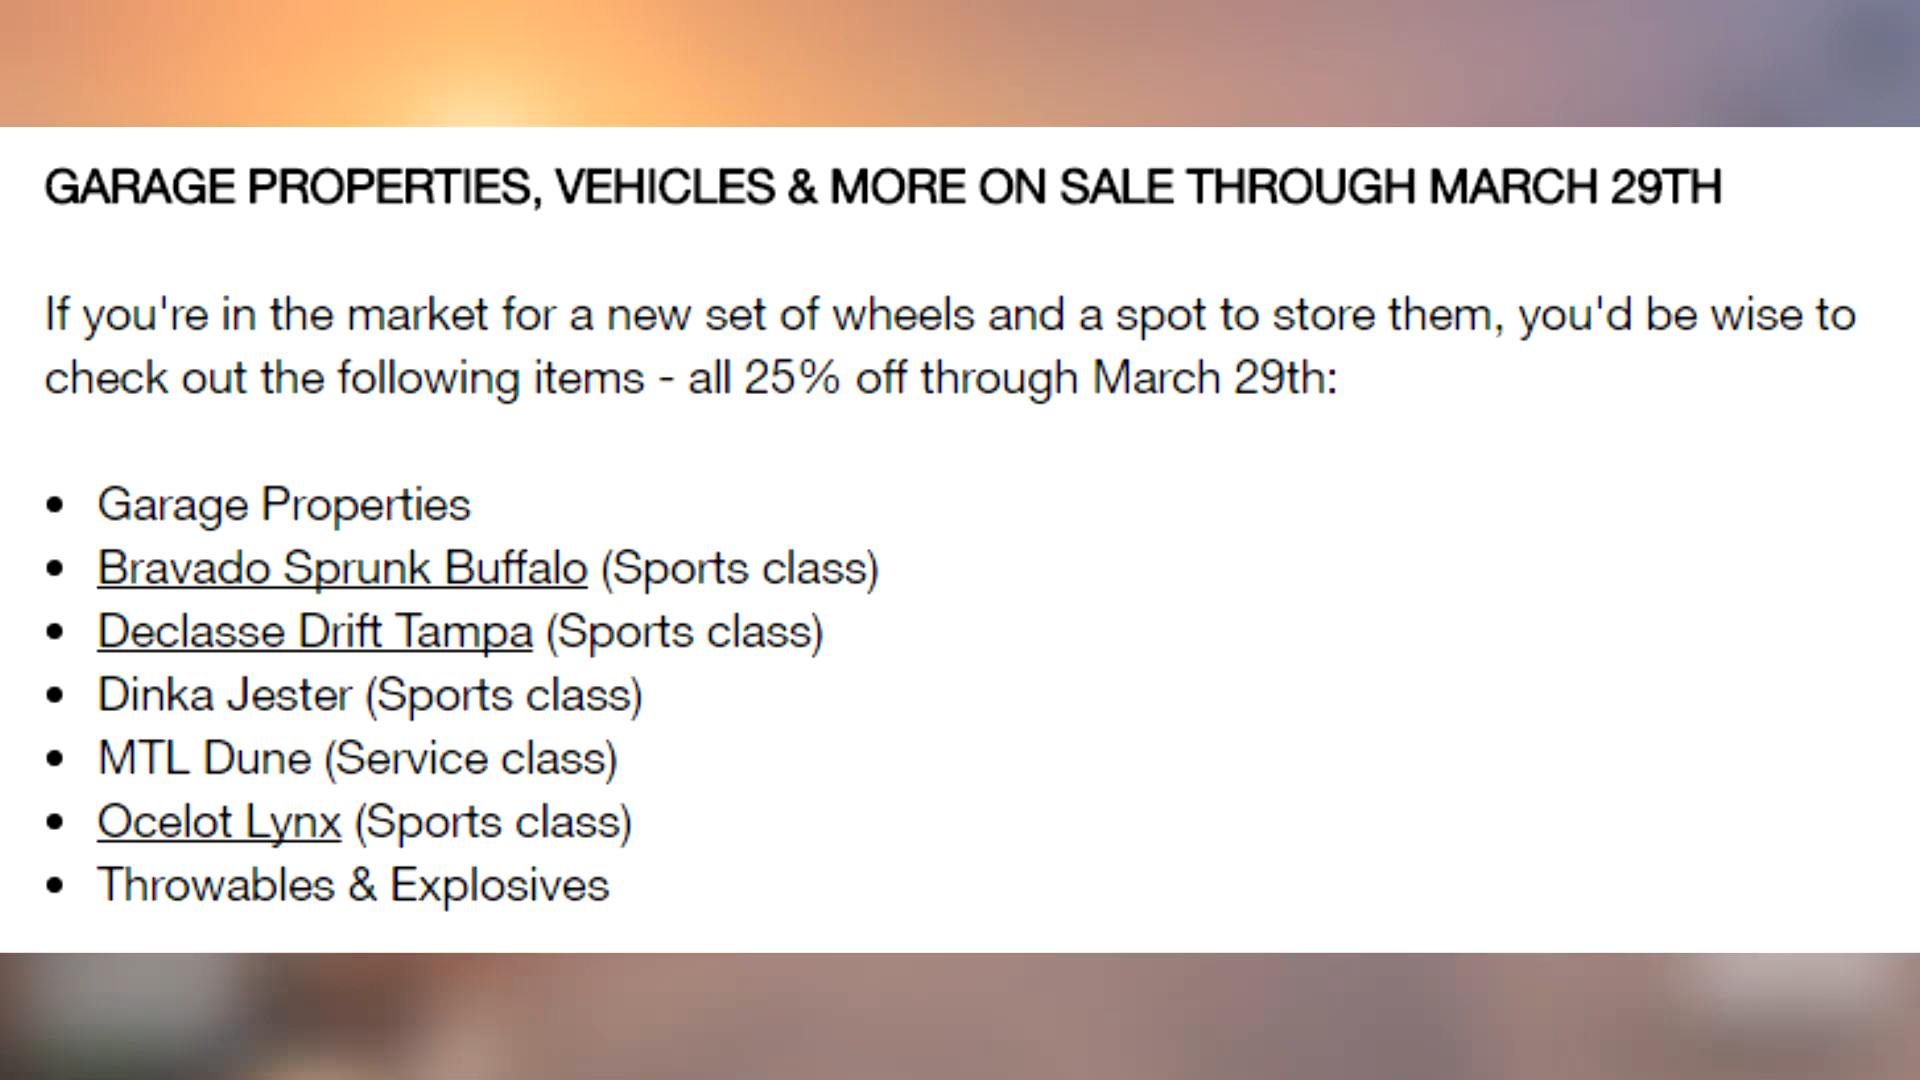 GARAGE PROPERTIES, VEHICLES & MORE ON SALE THROUGH MARCH 29TH
If you're in the market for a new set of wheels and a spot to store them, you'd be wise to
check out the following items - all 25% off through March 29th:
• Garage Properties
• Bravado Sprunk Buffalo (Sports class)
• Declasse Drift Tampa (Sports class)
• Dinka Jester (Sports class)
• MTL Dune (Service class)
• Ocelot Lynx (Sports class)
• Throwables & Explosives